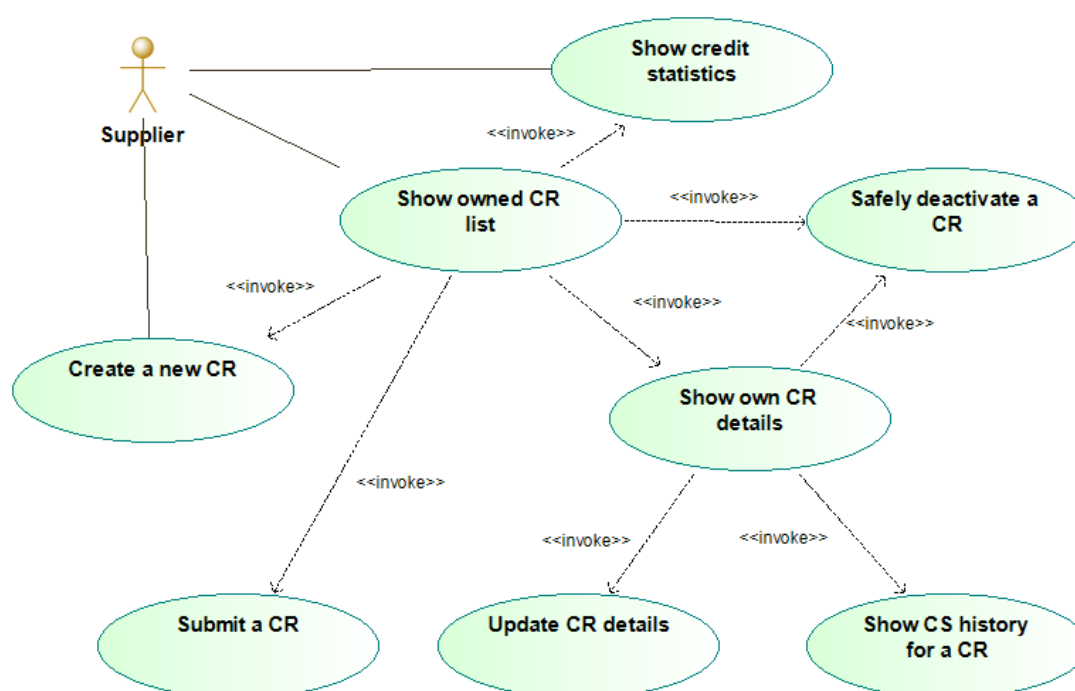 Show credit
statistics
Supplier
<<invoke>>
Show owned CR
list
<<invoke>>
Safely deactivate a
CR
<<invoke>>
<<invoke>>
<<invoke>>
Create a new CR
Show own CR
details
<<invoke>>
<<invoke>>
<<invoke>>
Submit a CR
Update CR details
Show CS history
for a CR